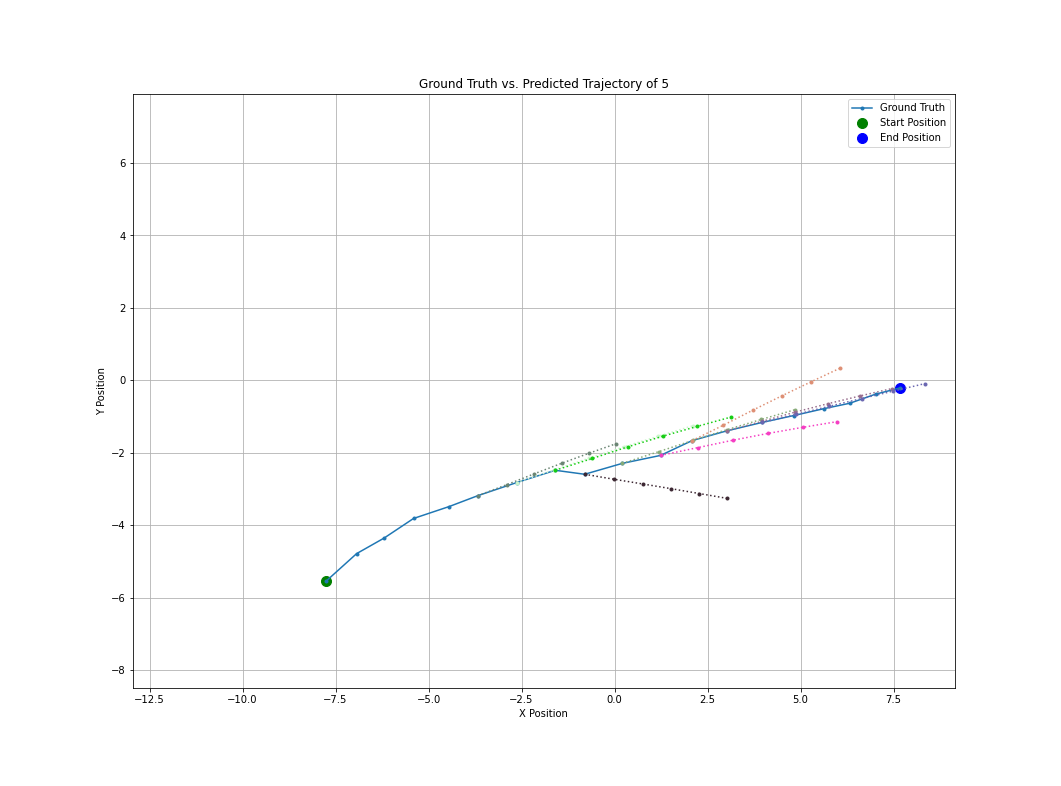 Ground Truth vs. Predicted Trajectory of 5
Ground Truth
Start Position
End Position
6
4
2
0
−2
−4
−6
−8
Y Position
−12.5 −10.0 −7.5 −5.0 −2.5 0.0 2.5 5.0 7.5
X Position